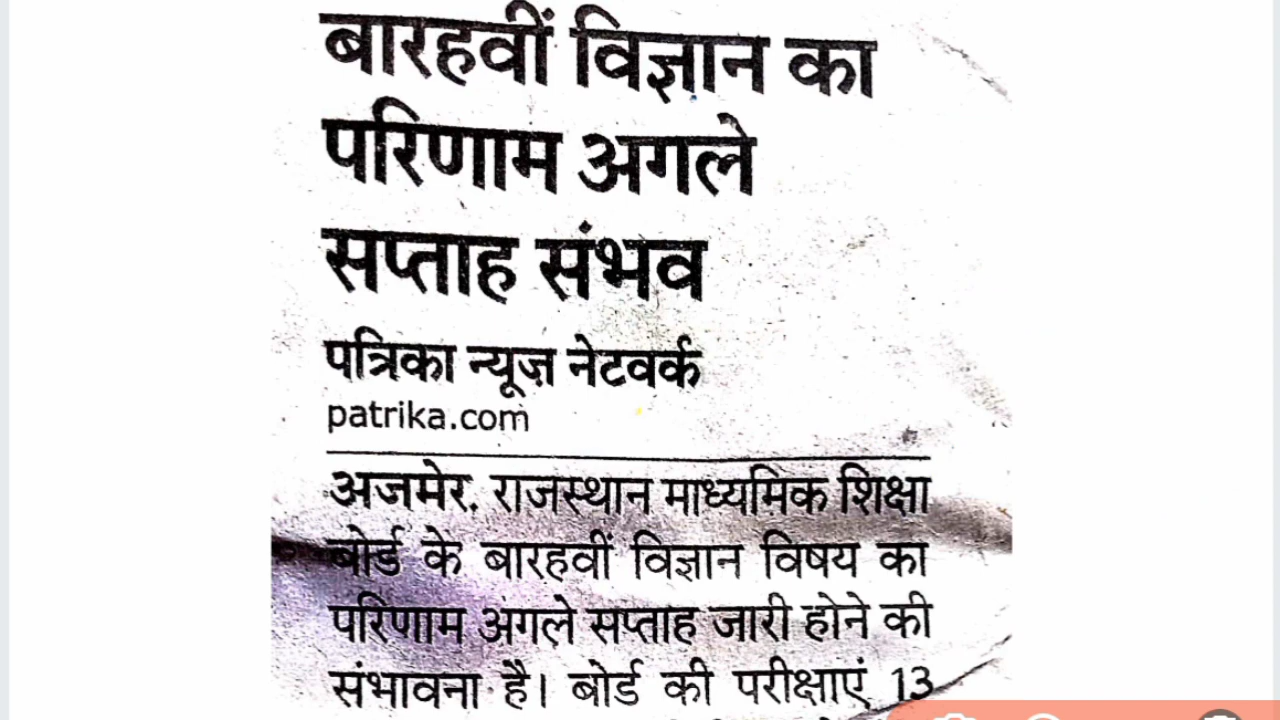 बारहवीं विज्ञान का
परिणाम अगले
सप्ताह संभव
पत्रिका न्यूज़ नेटवर्क
patrika.com
अजमेर. राजस्थान माध्यमिक शिक्षा
बोर्ड के बारहवीं विज्ञान विषय का
परिणाम अगले सप्ताह जारी होने की
संभावना है। बोर्ड की परीक्षाएं 13